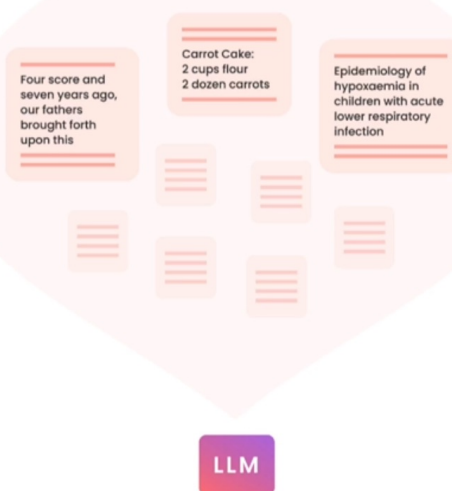 Four score and
seven years ago,
our fathers
brought forth
upon this
Carrot Cake:
2 cups flour
2 dozen carrots
Epidemiology of
hypoxaemia in
children with acute
lower respiratory
infection
LLM